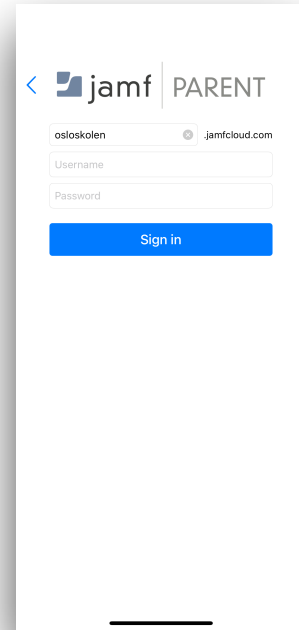 jamf PARENT
osloskolen .jamfcloud.com
Username
Password
Sign in